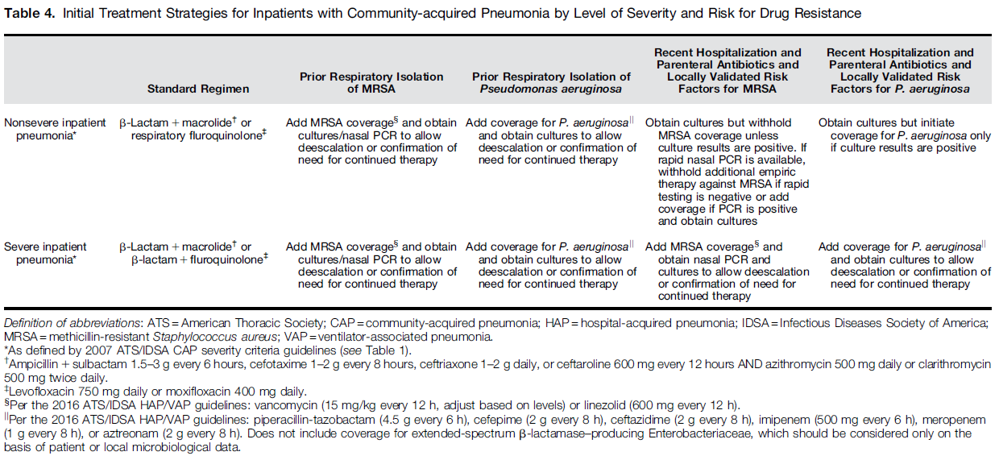 Table 4. Initial Treatment Strategies for Inpatients with Community-acquired Pneumonia by Level of Severity and Risk for Drug Resistance
Standard Regimen
Prior Respiratory Isolation
of MRSA
Prior Respiratory Isolation of
Pseudomonas aeruginosa
Recent Hospitalization and
Parenteral Antibiotics and
Locally Validated Risk
Factors for MRSA
Recent Hospitalization and
Parenteral Antibiotics and
Locally Validated Risk
Factors for P. aeruginosa
Nonsevere inpatient
pneumonia*
β-Lactam + macrolide† or
respiratory fluroquinolone‡
Add MRSA coverage§ and obtain
cultures/nasal PCR to allow
deescalation or confirmation of
need for continued therapy
Add coverage for P. aeruginosa||
and obtain cultures to allow
deescalation or confirmation of
need for continued therapy
Obtain cultures but withhold
MRSA coverage unless
culture results are positive. If
rapid nasal PCR is available,
withhold additional empiric
therapy against MRSA if rapid
testing is negative or add
coverage if PCR is positive
and obtain cultures
Obtain cultures but initiate
coverage for P. aeruginosa only
if culture results are positive
Severe inpatient
pneumonia*
β-Lactam + macrolide† or
β-lactam + fluroquinolone‡
Add MRSA coverage§ and obtain
cultures/nasal PCR to allow
deescalation or confirmation of
need for continued therapy
Add coverage for P. aeruginosa||
and obtain cultures to allow
deescalation or confirmation of
need for continued therapy
Add MRSA coverage§ and
obtain nasal PCR and
cultures to allow deescalation
or confirmation of need for
continued therapy
Add coverage for P. aeruginosa||
and obtain cultures to allow
deescalation or confirmation of
need for continued therapy
Definition of abbreviations: ATS = American Thoracic Society; CAP = community-acquired pneumonia; HAP = hospital-acquired pneumonia; IDSA = Infectious Diseases Society of America;
MRSA = methicillin-resistant Staphylococcus aureus; VAP = ventilator-associated pneumonia.
*As defined by 2007 ATS/IDSA CAP severity criteria guidelines (see Table 1).
†Ampicillin + sulbactam 1.5–3 g every 6 hours, cefotaxime 1–2 g every 8 hours, ceftriaxone 1–2 g daily, or ceftaroline 600 mg every 12 hours AND azithromycin 500 mg daily or clarithromycin
500 mg twice daily.
‡Levofloxacin 750 mg daily or moxifloxacin 400 mg daily.
§Per the 2016 ATS/IDSA HAP/VAP guidelines: vancomycin (15 mg/kg every 12 h, adjust based on levels) or linezolid (600 mg every 12 h).
||Per the 2016 ATS/IDSA HAP/VAP guidelines: piperacillin-tazobactam (4.5 g every 6 h), cefepime (2 g every 8 h), ceftazidime (2 g every 8 h), imipenem (500 mg every 6 h), meropenem
(1 g every 8 h), or aztreonam (2 g every 8 h). Does not include coverage for extended-spectrum β-lactamase–producing Enterobacteriaceae, which should be considered only on the
basis of patient or local microbiological data.